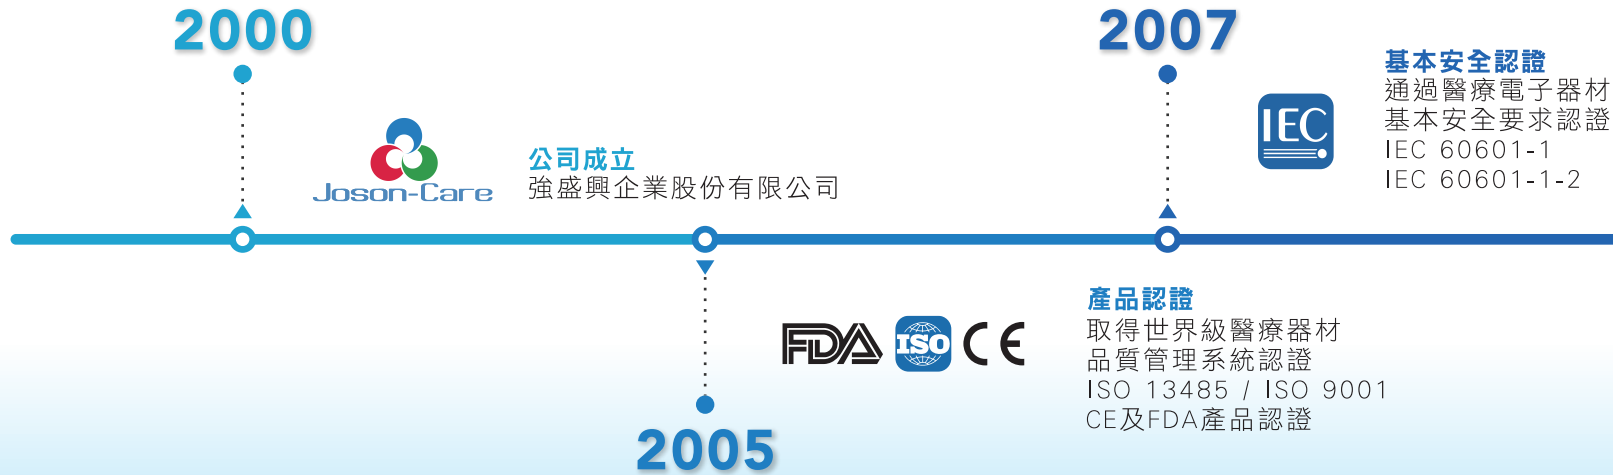 2000
Joson-Care
公司成立
強盛興企業股份有限公司
2005
FDA ISO CE
產品認證
取得世界級醫療器材
品質管理系統認證
ISO 13485 / ISO 9001
CE及FDA產品認證
2007
IEC
基本安全認證
通過醫療電子器材
基本安全要求認證
IEC 60601-1
IEC 60601-1-2